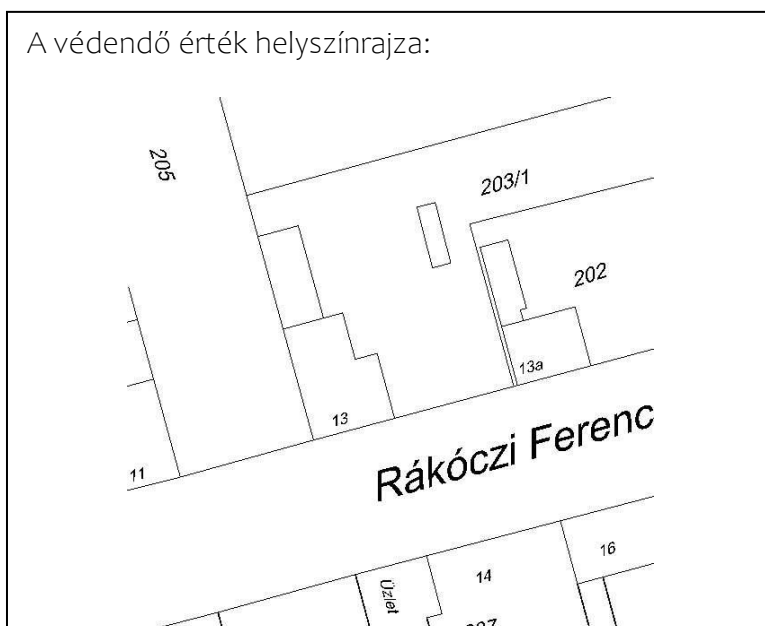 A védendő érték helyszínrajza:
205
203/1
202
13a
13
11
Rákóczi Ferenc
16
14
Üzlet